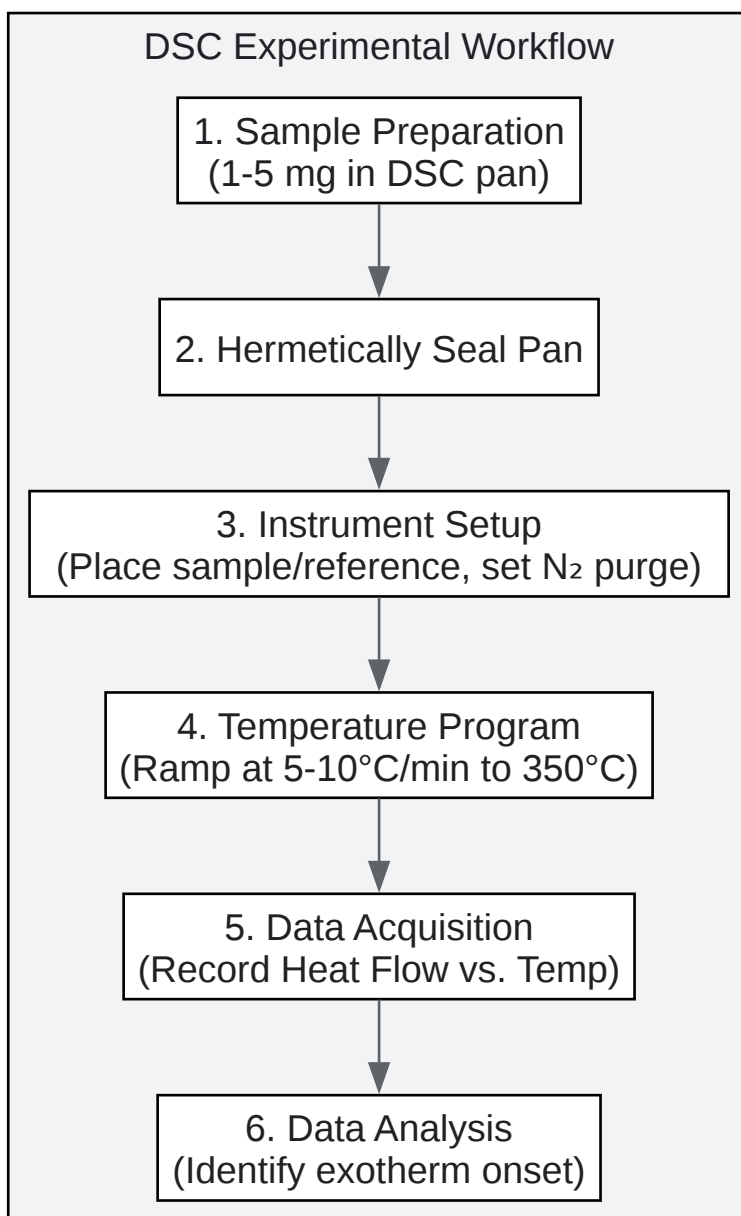 DSC Experimental Workflow
1. Sample Preparation
(1-5 mg in DSC pan)
2. Hermetically Seal Pan
3. Instrument Setup
(Place sample/reference, set N₂ purge)
4. Temperature Program
(Ramp at 5-10°C/min to 350°C)
5. Data Acquisition
(Record Heat Flow vs. Temp)
6. Data Analysis
(Identify exotherm onset)